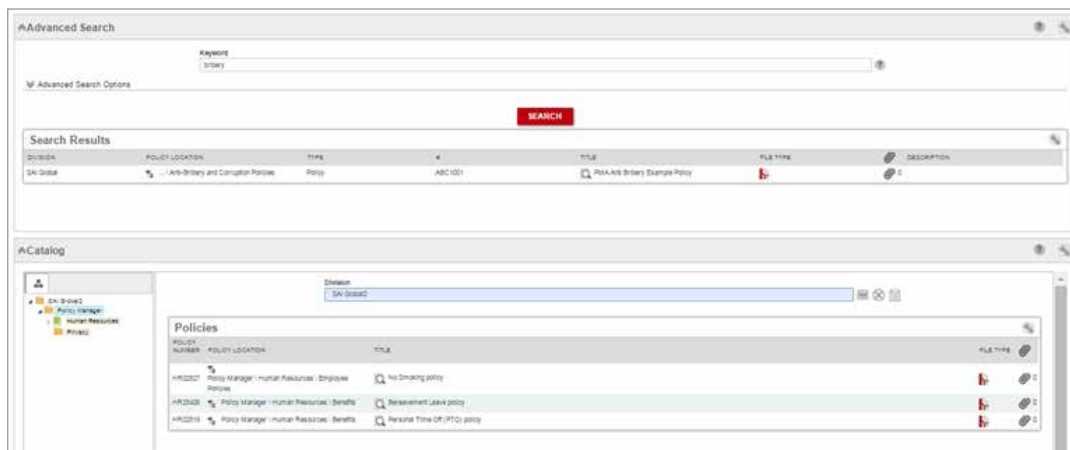 Advanced Search
Keyword
bribery
Advanced Search Options
SEARCH
Search Results
DIVISION POLICY LOCATION TYPE # TITLE FILE TYPE DESCRIPTION
SAI Global ...\ Anti-Bribery and Corruption Policies Policy ABC1001 PMA Anti Bribery Example Policy 0
Catalog
Division
SAI Global2
SAI Global2
Policy Manager
Human Resources
Privacy
Policies
POLICY NUMBER POLICY LOCATION TITLE FILE TYPE
Policy Manager \ Human Resources \ Employee Policies No Smoking policy 0
Policy Manager \ Human Resources \ Benefits Bereavement Leave policy 0
Policy Manager \ Human Resources \ Benefits Personal Time Off (PTO) policy 0